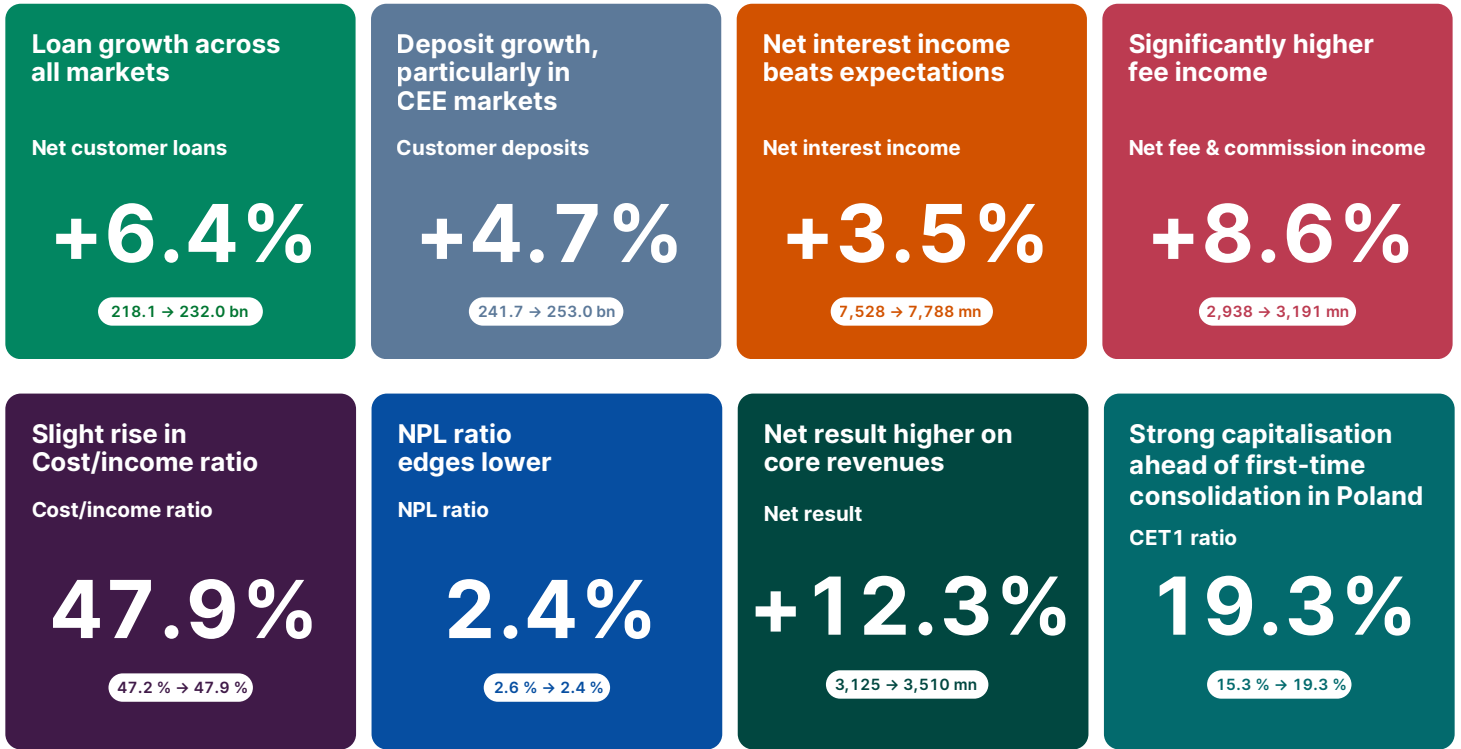 Loan growth across
all markets
Net customer loans
+6.4%
218.1 → 232.0 bn
Deposit growth,
particularly in
CEE markets
Customer deposits
+4.7%
241.7 → 253.0 bn
Net interest income
beats expectations
Net interest income
+3.5%
7,528 → 7,788 mn
Significantly higher
fee income
Net fee & commission income
+8.6%
2,938 → 3,191 mn
Slight rise in
Cost/income ratio
Cost/income ratio
47.9%
47.2 % → 47.9 %
NPL ratio
edges lower
NPL ratio
2.4%
2.6 % → 2.4 %
Net result higher on
core revenues
Net result
+12.3%
3,125 → 3,510 mn
Strong capitalisation
ahead of first-time
consolidation in Poland
CET1 ratio
19.3%
15.3 % → 19.3 %